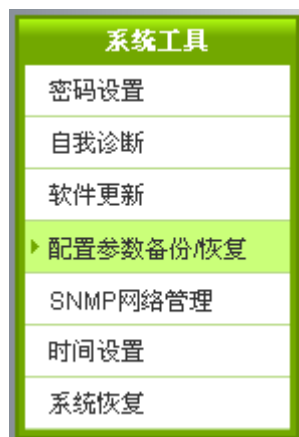 系统工具
密码设置
自我诊断
软件更新
配置参数备份/恢复
SNMP网络管理
时间设置
系统恢复